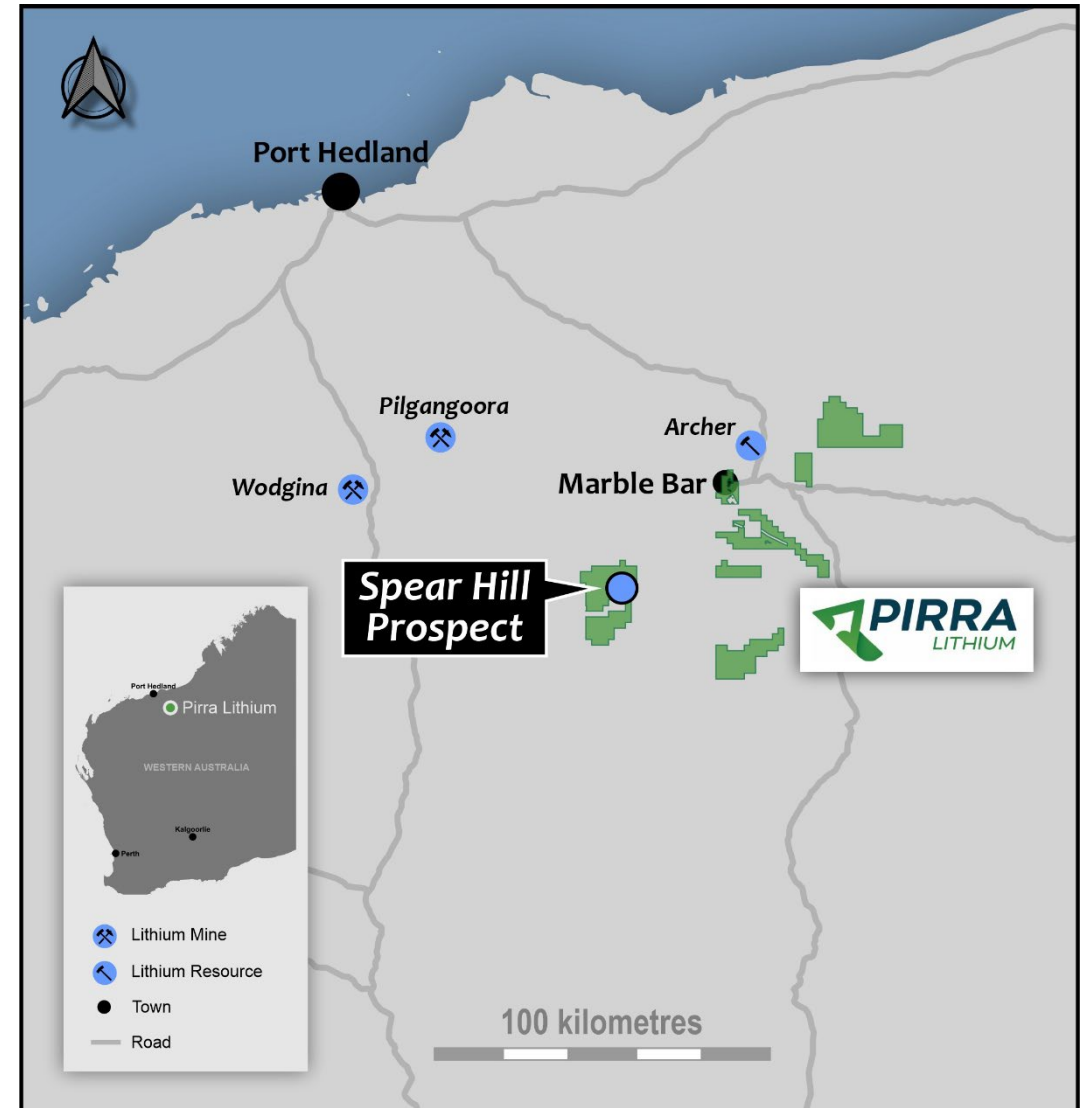 Port Hedland
Pilgangoora
Archer
Wodgina
Marble Bar
Spear Hill
Prospect
PIRRA
LITHIUM
Port Hedland
Pirra Lithium
WESTERN AUSTRALIA
Kalgoorlie
Perth
Lithium Mine
Lithium Resource
Town
Road
100 kilometres